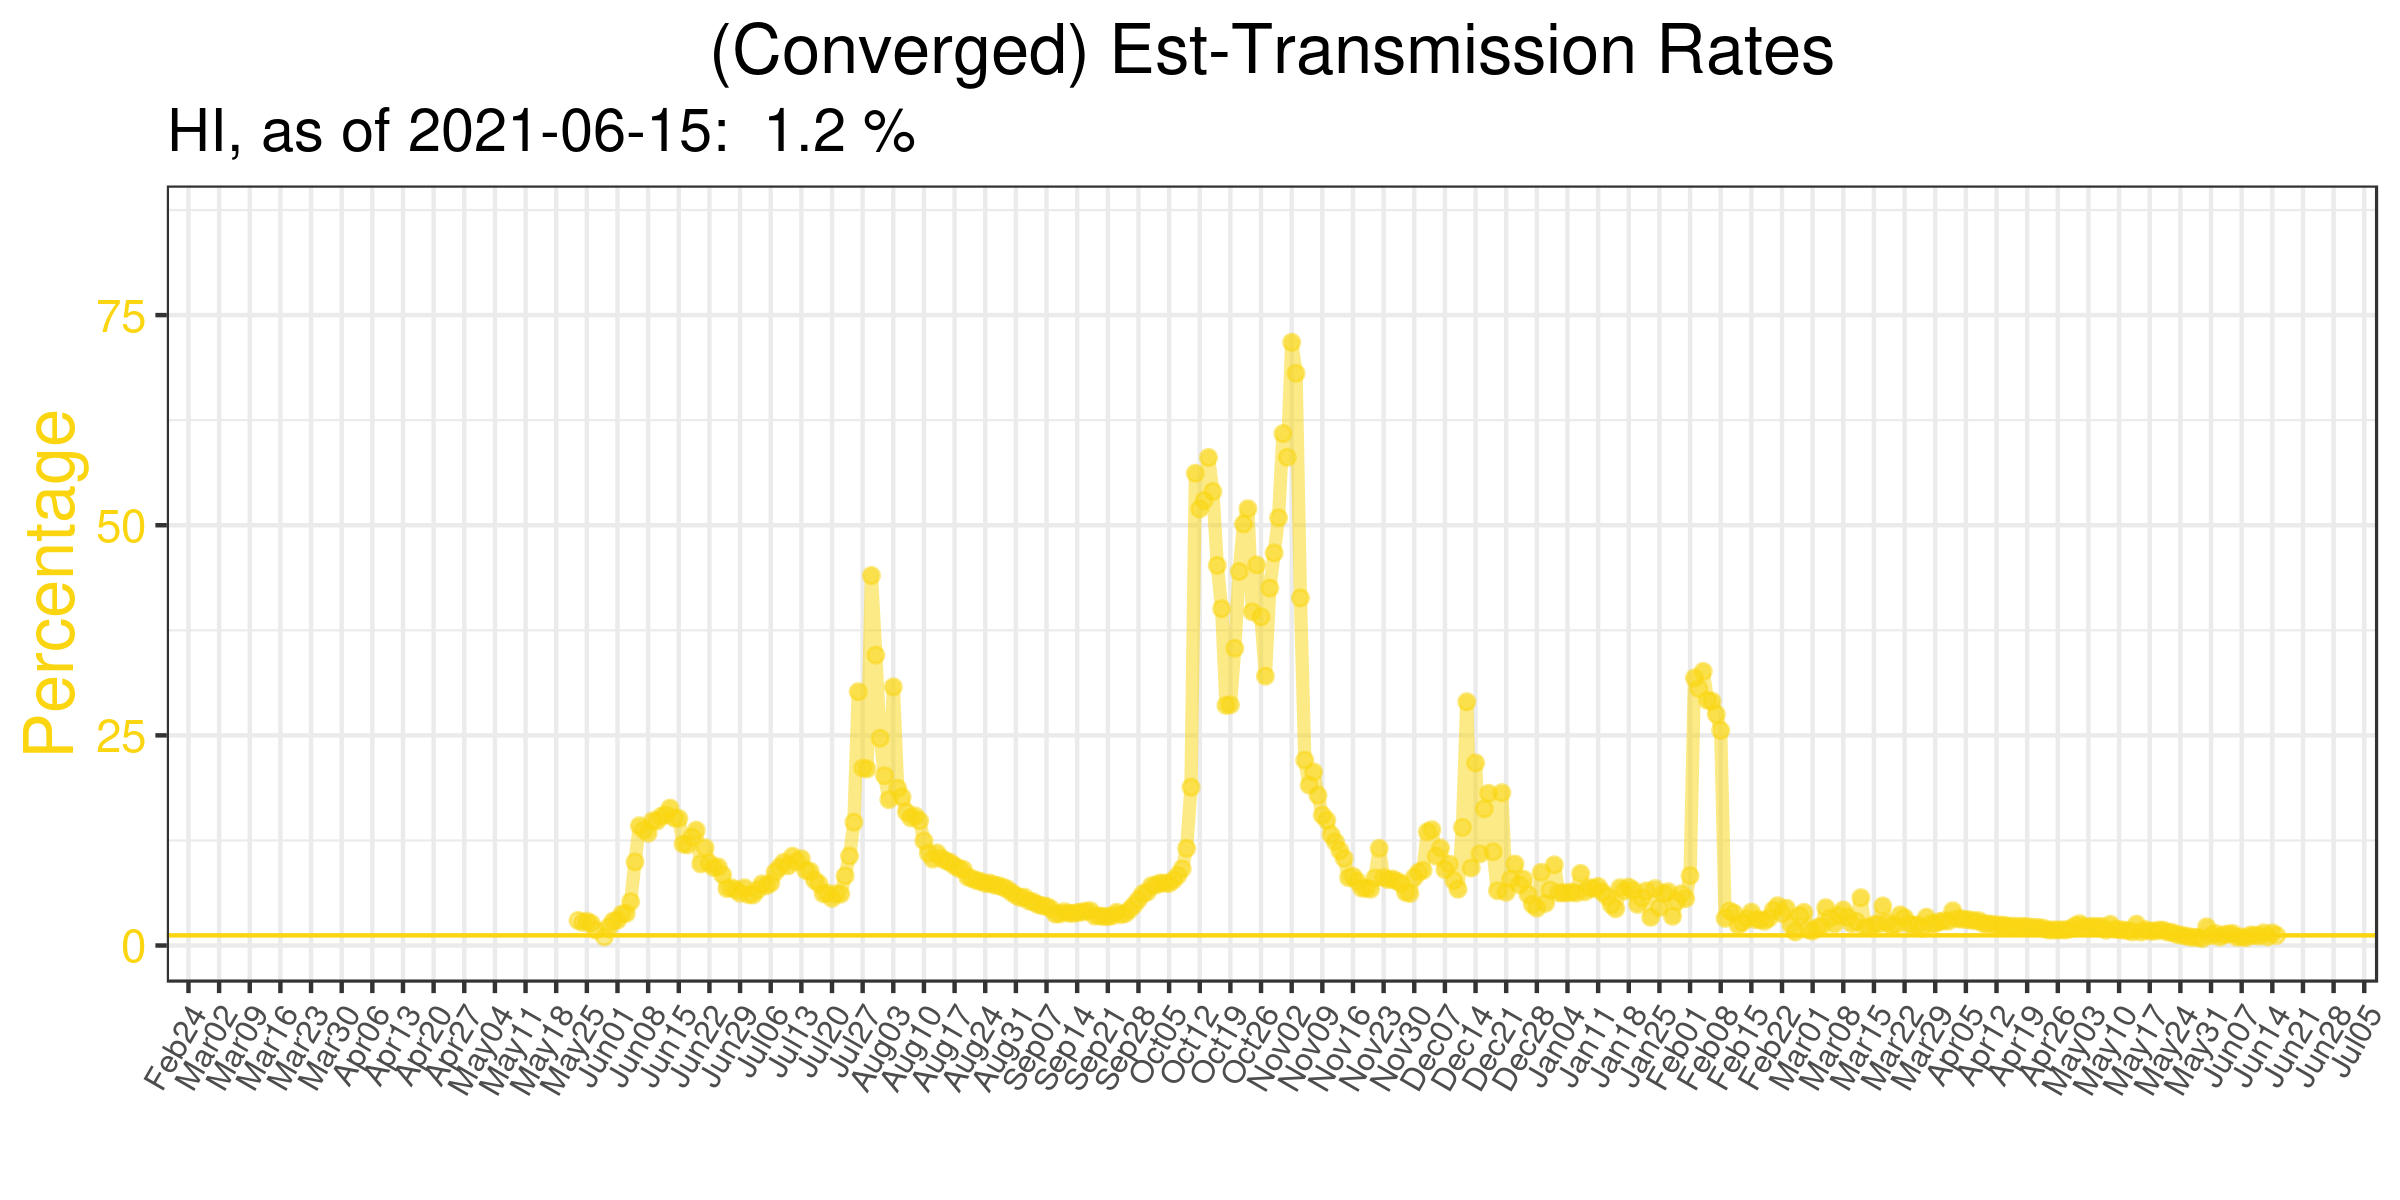 (Converged) Est-Transmission Rates
HI, as of 2021-06-15:  1.2 %
Percentage
75
50
25
0
Feb24 Mar02 Mar09 Mar16 Mar23 Mar30 Apr06 Apr13 Apr20 Apr27 May04 May11 May18 May25 Jun01 Jun08 Jun15 Jun22 Jun29 Jul06 Jul13 Jul20 Jul27 Aug03 Aug10 Aug17 Aug24 Aug31 Sep07 Sep14 Sep21 Sep28 Oct05 Oct12 Oct19 Oct26 Nov02 Nov09 Nov16 Nov23 Nov30 Dec07 Dec14 Dec21 Dec28 Jan04 Jan11 Jan18 Jan25 Feb01 Feb08 Feb15 Feb22 Mar01 Mar08 Mar15 Mar22 Mar29 Apr05 Apr12 Apr19 Apr26 May03 May10 May17 May24 May31 Jun07 Jun14 Jun21 Jun28 Jul05